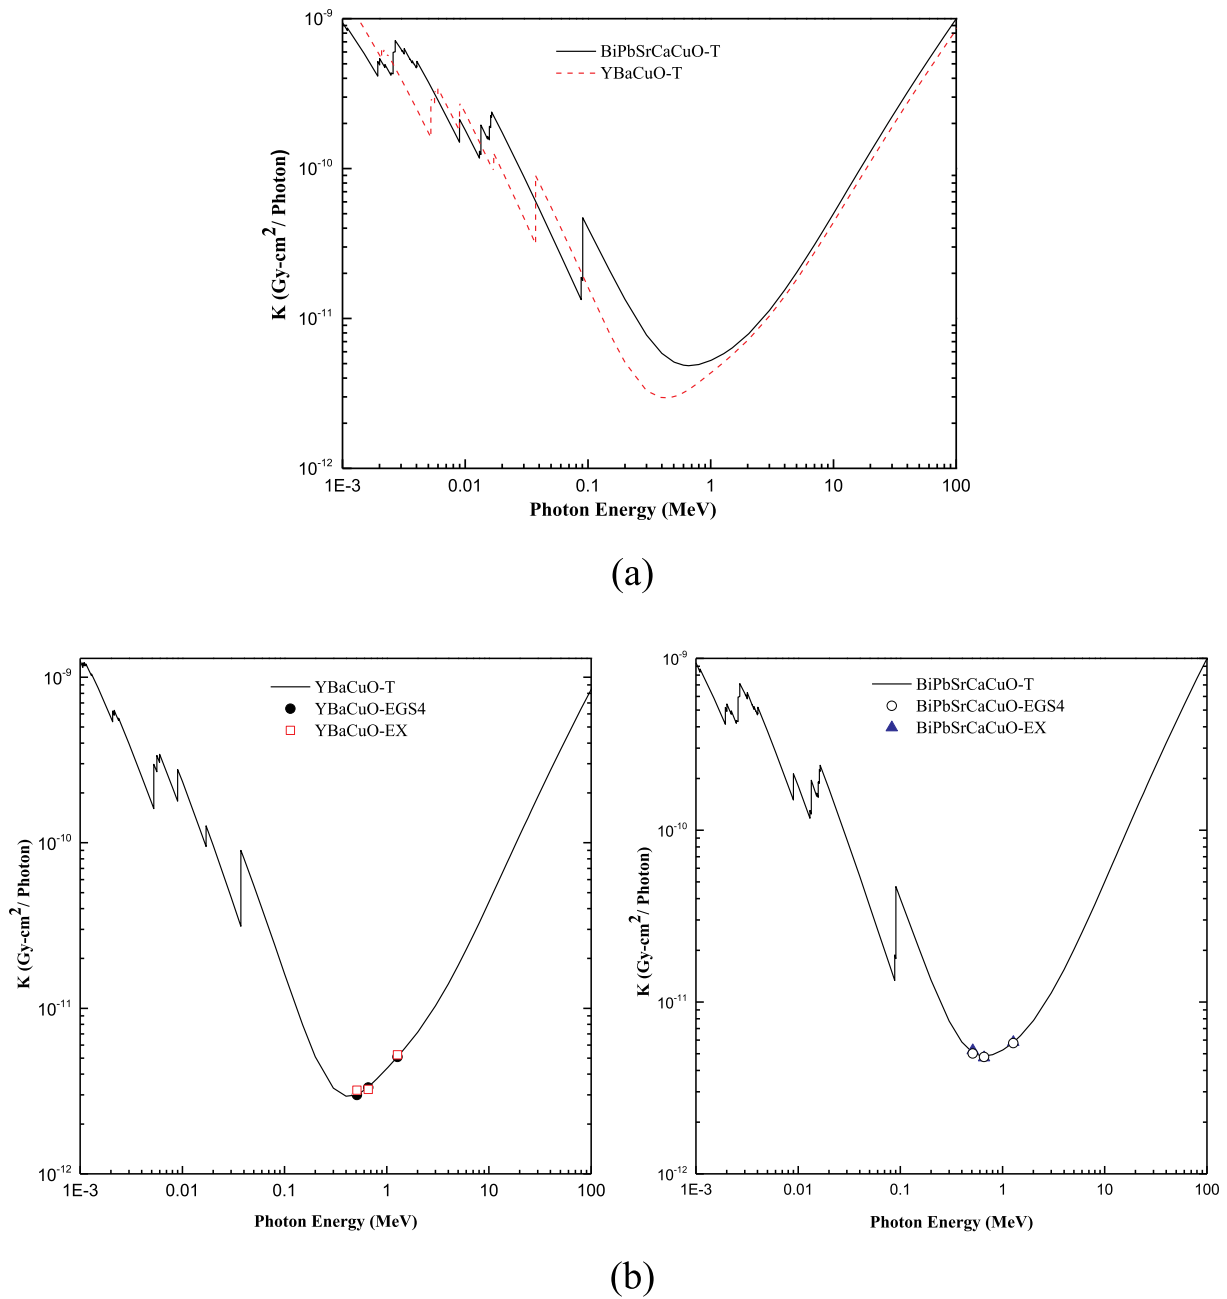 10⁻⁹
10⁻¹⁰
10⁻¹¹
10⁻¹²
K (Gy-cm²/ Photon)
BiPbSrCaCuO-T
YBaCuO-T
1E-3 0.01 0.1 1 10 100
Photon Energy (MeV)
(a)
10⁻⁹
10⁻¹⁰
10⁻¹¹
10⁻¹²
K (Gy-cm²/ Photon)
YBaCuO-T
YBaCuO-EGS4
YBaCuO-EX
1E-3 0.01 0.1 1 10 100
Photon Energy (MeV)
10⁻⁹
10⁻¹⁰
10⁻¹¹
10⁻¹²
K (Gy-cm²/ Photon)
BiPbSrCaCuO-T
BiPbSrCaCuO-EGS4
BiPbSrCaCuO-EX
1E-3 0.01 0.1 1 10 100
Photon Energy (MeV)
(b)